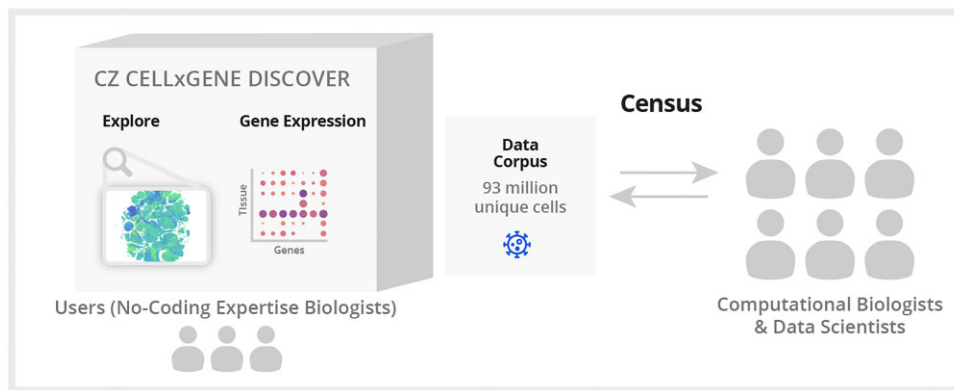 CZ CELLxGENE DISCOVER
Explore
Gene Expression
Tissue
Genes
Users (No-Coding Expertise Biologists)
Data
Corpus
93 million
unique cells
Census
Computational Biologists
& Data Scientists